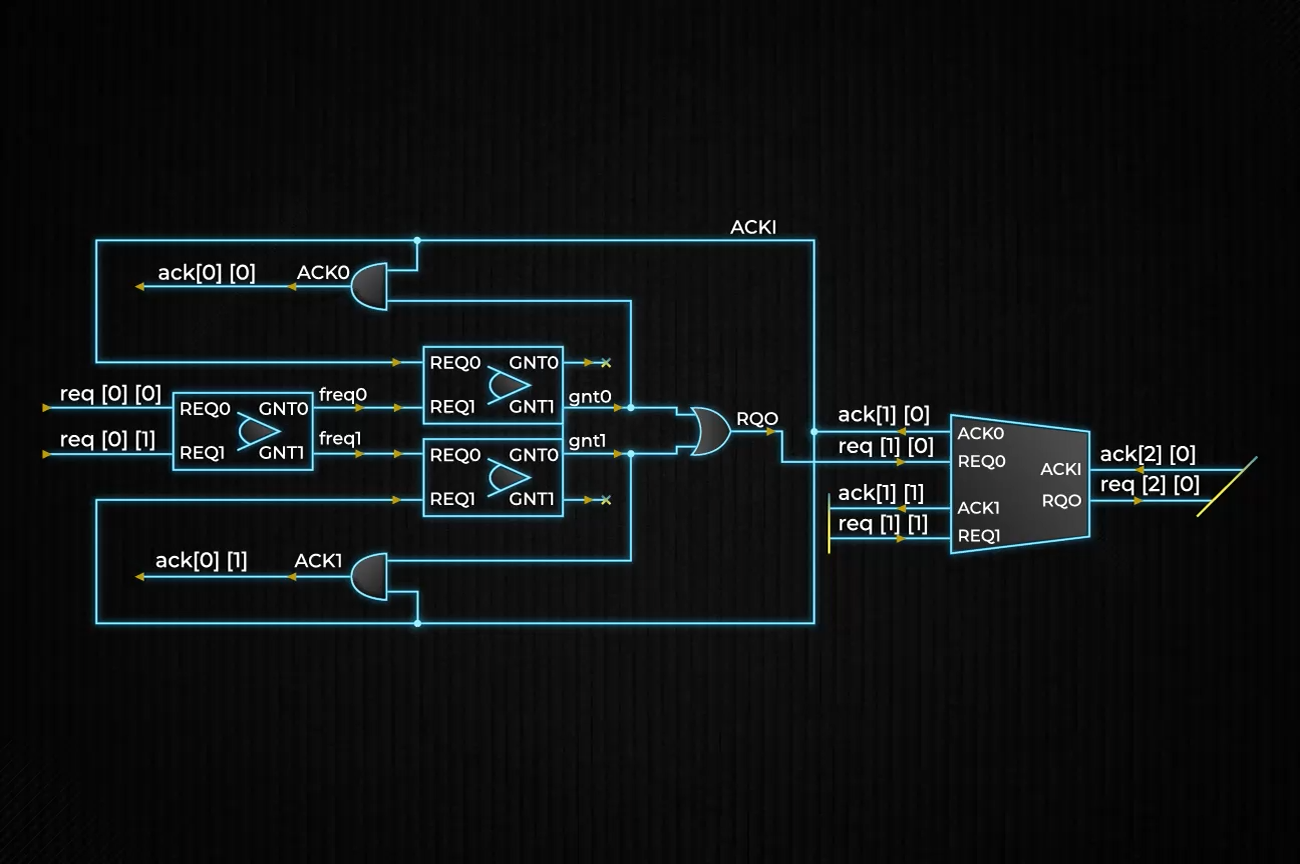 ACKI
ack[0] [0]
ACK0
REQ0 GNT0
req [0] [0]
freq0
gnt0
REQ0 GNT0
REQ1 GNT1
req [0] [1]
freq1
gnt1
REQ1 GNT1
REQ0 GNT0
REQ1 GNT1
RQO
ack[0] [1]
ACK1
ack[1] [0]
ACK0
req [1] [0]
REQ0
ACKI
ack[2] [0]
req [2] [0]
ack[1] [1]
RQO
ACK1
req [1] [1]
REQ1